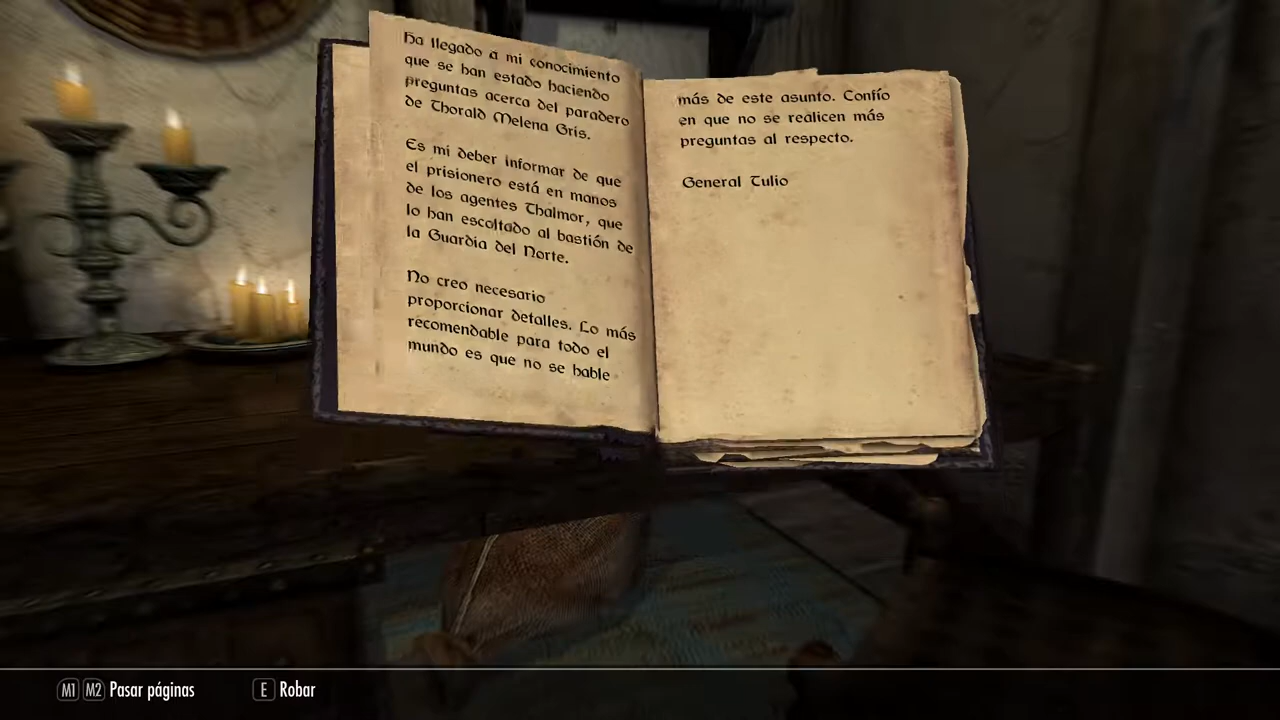 Ha llegado a mi conocimiento
que se han estado haciendo
preguntas acerca del paradero
de Thorald Melena Gris.
Es mi deber informar de que
el prisionero está en manos
de los agentes Thalmor, que
lo han escoltado al bastión de
la Guardia del Norte.
No creo necesario
proporcionar detalles. Lo más
recomendable para todo el
mundo es que no se hable
más de este asunto. Confío
en que no se realicen más
preguntas al respecto.
General Tulio
M1 M2 Pasar páginas
E Robar